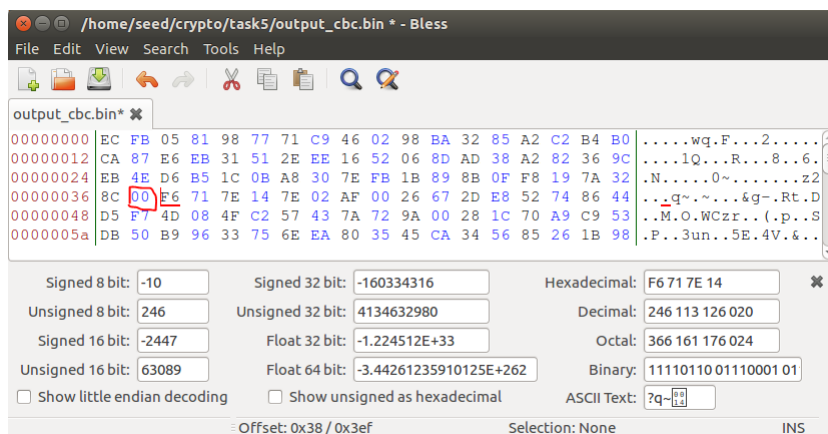 /home/seed/crypto/task5/output_cbc.bin * - Bless
File Edit View Search Tools Help
output_cbc.bin*
00000000 EC FB 05 81 98 77 71 C9 46 02 98 BA 32 85 A2 C2 B4 B0 .....wq.F...2.....
00000012 CA 87 E6 EB 31 51 2E EE 16 52 06 8D AD 38 A2 82 36 9C ....1Q...R...8..6.
00000024 EB 4E D6 B5 1C 0B A8 30 7E FB 1B 89 8B 0F F8 19 7A 32 .N.....0~.......z2
00000036 8C 00 F6 71 7E 14 7E 02 AF 00 26 67 2D E8 52 74 86 44 ...q~.~...&g-.Rt.D
00000048 D5 F7 4D 08 4F C2 57 43 7A 72 9A 00 28 1C 70 A9 C9 53 ..M.O.WCzr..(.p..S
0000005a DB 50 B9 96 33 75 6E EA 80 35 45 CA 34 56 85 26 1B 98 .P..3un..5E.4V.&..
Signed 8 bit: -10 Signed 32 bit: -160334316 Hexadecimal: F6 71 7E 14
Unsigned 8 bit: 246 Unsigned 32 bit: 4134632980 Decimal: 246 113 126 020
Signed 16 bit: -2447 Float 32 bit: -1.224512E+33 Octal: 366 161 176 024
Unsigned 16 bit: 63089 Float 64 bit: -3.44261235910125E+262 Binary: 11110110 01110001 01
Show little endian decoding Show unsigned as hexadecimal ASCII Text: ?q~
Offset: 0x38 / 0x3ef Selection: None INS